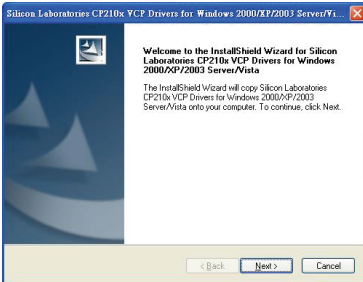 Silicon Laboratories CP210x VCP Drivers for Windows 2000/XP/2003 Server/Vi...
Welcome to the InstallShield Wizard for Silicon
Laboratories CP210x VCP Drivers for Windows
2000/XP/2003 Server/Vista
The InstallShield Wizard will copy Silicon Laboratories
CP210x VCP Drivers for Windows 2000/XP/2003
Server/Vista onto your computer. To continue, click Next.
< Back
Next >
Cancel